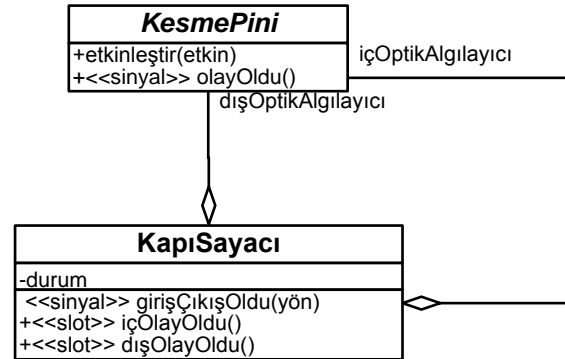 KesmePini
+etkinleştir(etkin)
+<<sinyal>> olayOldu()
içOptikAlgılayıcı
dışOptikAlgılayıcı
KapıSayacı
-durum
<<sinyal>> girişÇıkışOldu(yön)
+<<slot>> içOlayOldu()
+<<slot>> dışOlayOldu()